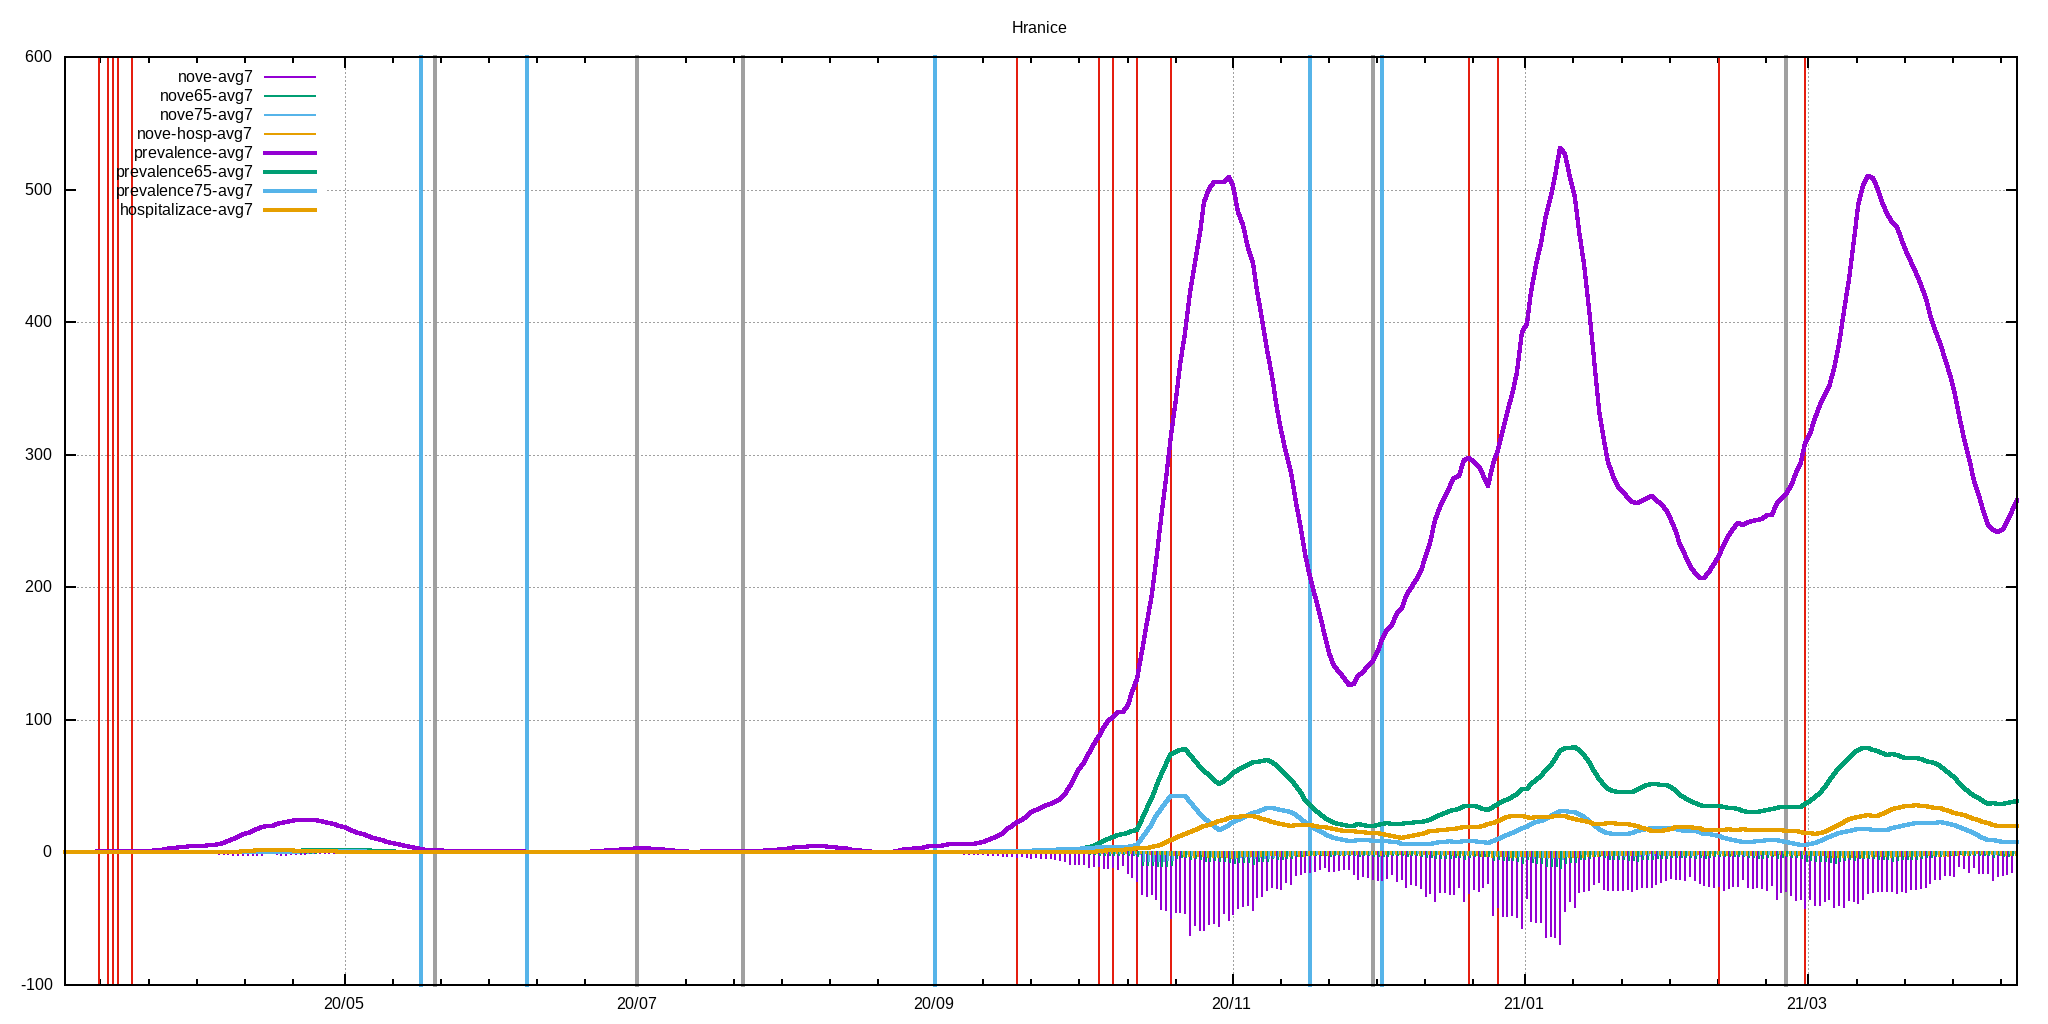 Hranice
600
500
400
300
200
100
0
-100
nove-avg7
nove65-avg7
nove75-avg7
nove-hosp-avg7
prevalence-avg7
prevalence65-avg7
prevalence75-avg7
hospitalizace-avg7
20/05 20/07 20/09 20/11 21/01 21/03